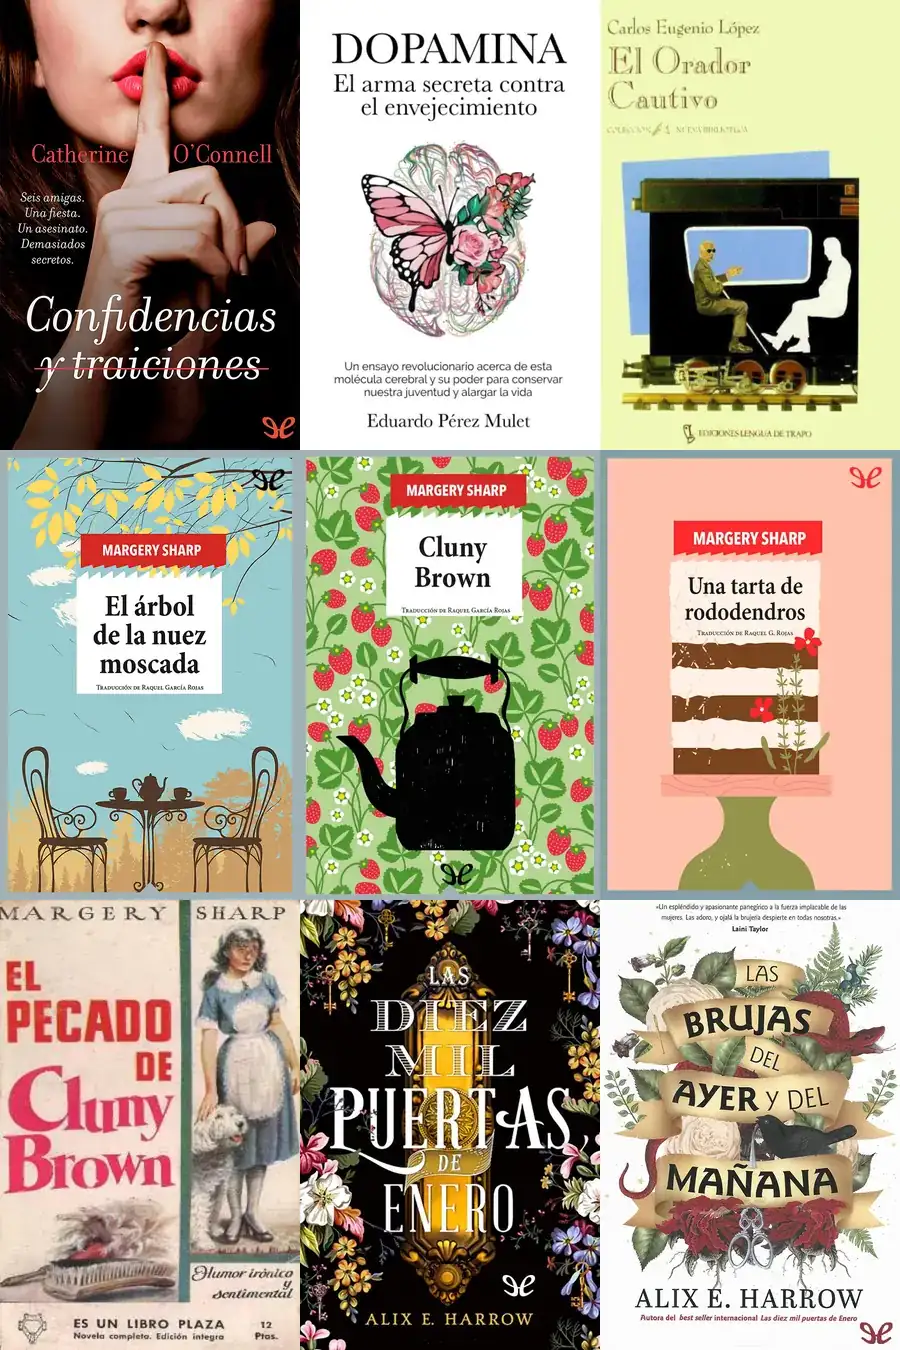 Catherine O'Connell
Seis amigas.
Una fiesta.
Un asesinato.
Demasiados
secretos.
Confidencias
y traiciones
DOPAMINA
El arma secreta contra
el envejecimiento
Un ensayo revolucionario acerca de esta
molécula cerebral y su poder para conservar
nuestra juventud y alargar la vida
Eduardo Pérez Mulet
Carlos Eugenio López
El Orador
Cautivo
COLECCIÓN NUEVA BIBLIOTECA
EDICIONES LENGUA DE TRAPO
MARGERY SHARP
El árbol
de la nuez
moscada
TRADUCCIÓN DE RAQUEL GARCÍA ROJAS
MARGERY SHARP
Cluny
Brown
TRADUCCIÓN DE RAQUEL GARCÍA ROJAS
MARGERY SHARP
Una tarta de
rododendros
TRADUCCIÓN DE RAQUEL G. ROJAS
MARGERY SHARP
EL
PECADO
DE
Cluny
Brown
Humor irónico
y
sentimental
ES UN LIBRO PLAZA
Novela completa. Edición íntegra
12
Ptas.
LAS
DIEZ
MIL
PUERTAS
DE
ENERO
ALIX E. HARROW
«Un espléndido y apasionante panegírico a la fuerza implacable de las
mujeres. Las adoro, y ojalá la brujería despierte en todas nosotras.»
Laini Taylor
LAS
BRUJAS
DEL
AYER Y DEL
MAÑANA
ALIX E. HARROW
Autora del best seller internacional Las diez mil puertas de Enero